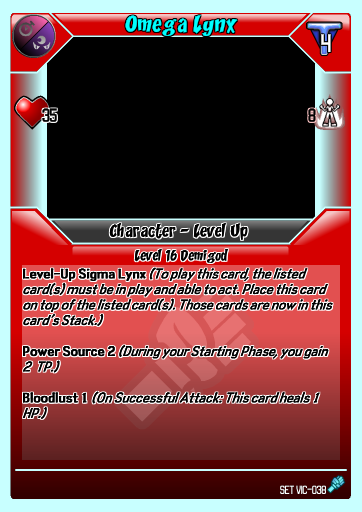 Omega Lynx
T 4
35
8
Character - Level Up
Level 16 Demigod
Level-Up Sigma Lynx (To play this card, the listed
card(s) must be in play and able to act. Place this card
on top of the listed card(s). Those cards are now in this
card's Stack.)
Power Source 2 (During your Starting Phase, you gain
2 TP.)
Bloodlust 1 (On Successful Attack: This card heals 1
HP.)
SET VIC-038